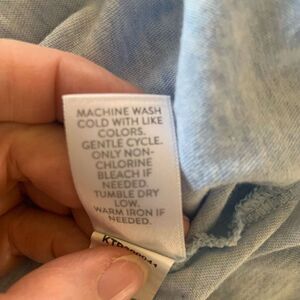 MACHINE WASH
COLD WITH LIKE
COLORS.
GENTLE CYCLE.
ONLY NON-
CHLORINE
BLEACH IF
NEEDED.
TUMBLE DRY
LOW.
WARM IRON IF
NEEDED.